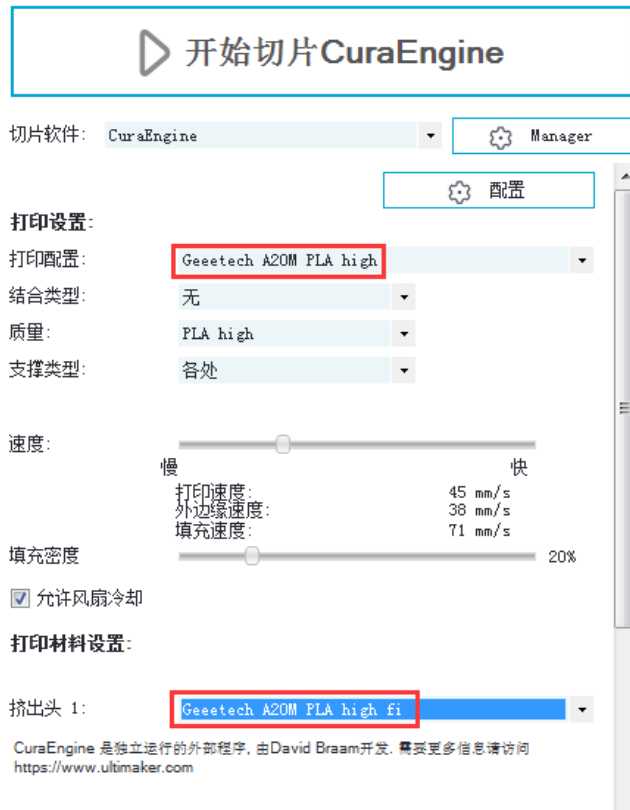 开始切片CuraEngine
切片软件: CuraEngine Manager
配置
打印设置:
打印配置: Geeetech A20M PLA high
结合类型: 无
质量: PLA high
支撑类型: 各处
速度:
慢 快
打印速度: 45 mm/s
外边缘速度: 38 mm/s
填充速度: 71 mm/s
填充密度 20%
允许风扇冷却
打印材料设置:
挤出头 1: Geeetech A20M PLA high fi
CuraEngine 是独立运行的外部程序, 由David Braam开发. 需要更多信息请访问
https://www.ultimaker.com